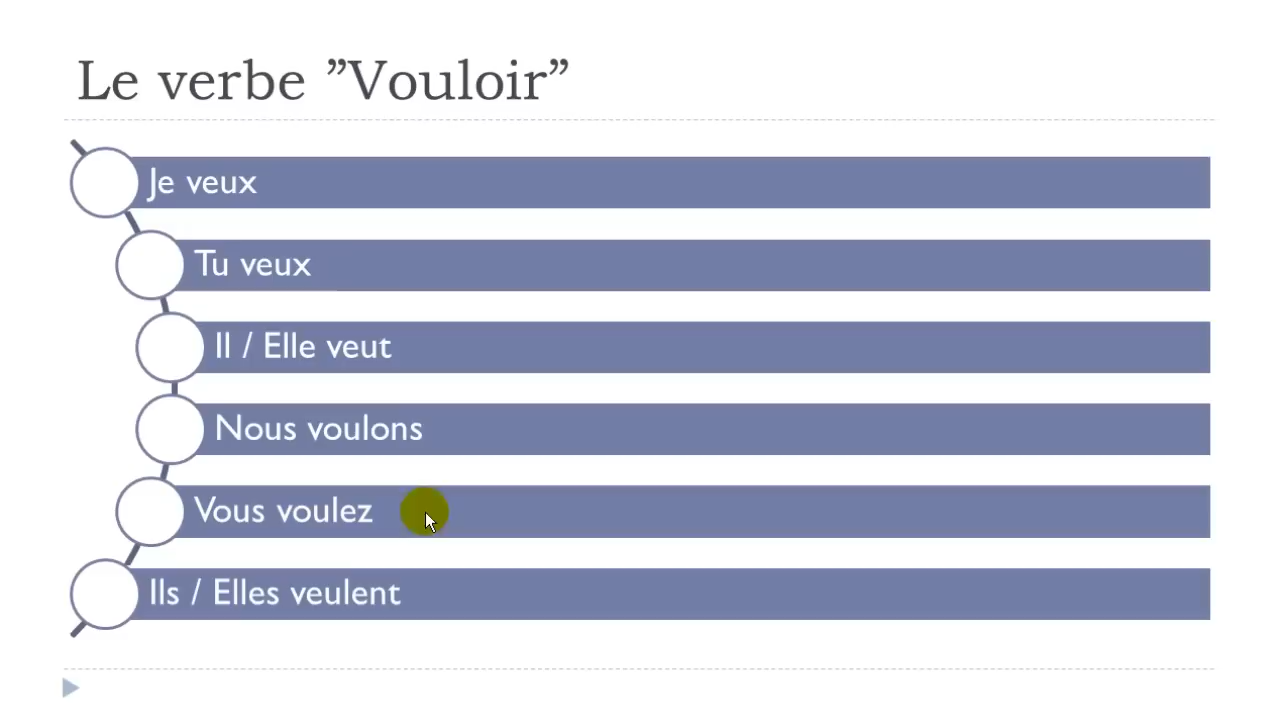 Le verbe ”Vouloir”
Je veux
Tu veux
Il / Elle veut
Nous voulons
Vous voulez
Ils / Elles veulent